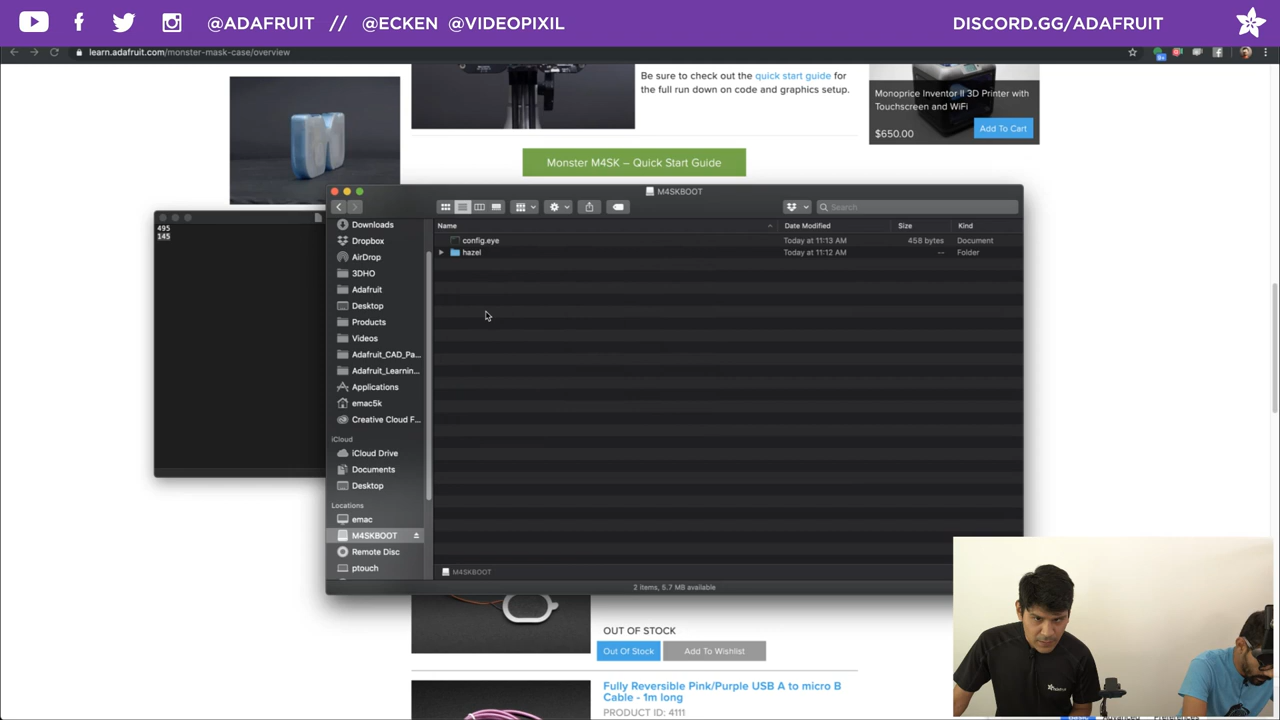 @ADAFRUIT // @ECKEN @VIDEOPIXIL
DISCORD.GG/ADAFRUIT
learn.adafruit.com/monster-mask-case/overview
Be sure to check out the quick start guide for
the full run down on code and graphics setup.
Monoprice Inventor II 3D Printer with
Touchscreen and WiFi
$650.00
Add To Cart
Monster M4SK – Quick Start Guide
M4SKBOOT
Search
495
145
Downloads
Dropbox
AirDrop
3DHO
Adafruit
Desktop
Products
Videos
Adafruit_CAD_Pa...
Adafruit_Learnin...
Applications
emac5k
Creative Cloud F...
iCloud
iCloud Drive
Documents
Desktop
Locations
emac
M4SKBOOT
Remote Disc
ptouch
Name
Date Modified
Size
Kind
config.eye
Today at 11:13 AM
458 bytes
Document
hazel
Today at 11:12 AM
--
Folder
M4SKBOOT
2 items, 5.7 MB available
OUT OF STOCK
Out Of Stock
Add To Wishlist
Fully Reversible Pink/Purple USB A to micro B
Cable - 1m long
PRODUCT ID: 4111